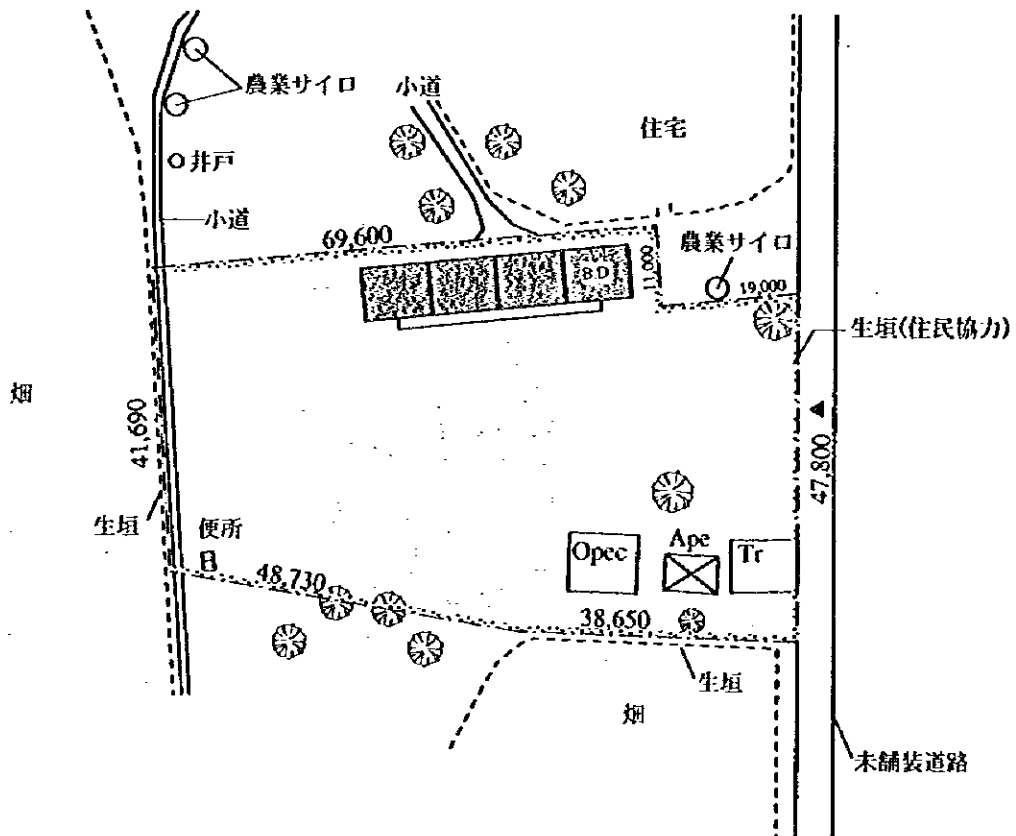 農業サイロ
小道
住宅
井戸
小道
69,600
農業サイロ
BD
11,000
19,000
生垣(住民協力)
畑
41,690
47,800
生垣
便所
Opec
Ape
Tr
48,730
38,650
生垣
畑
未舗装道路